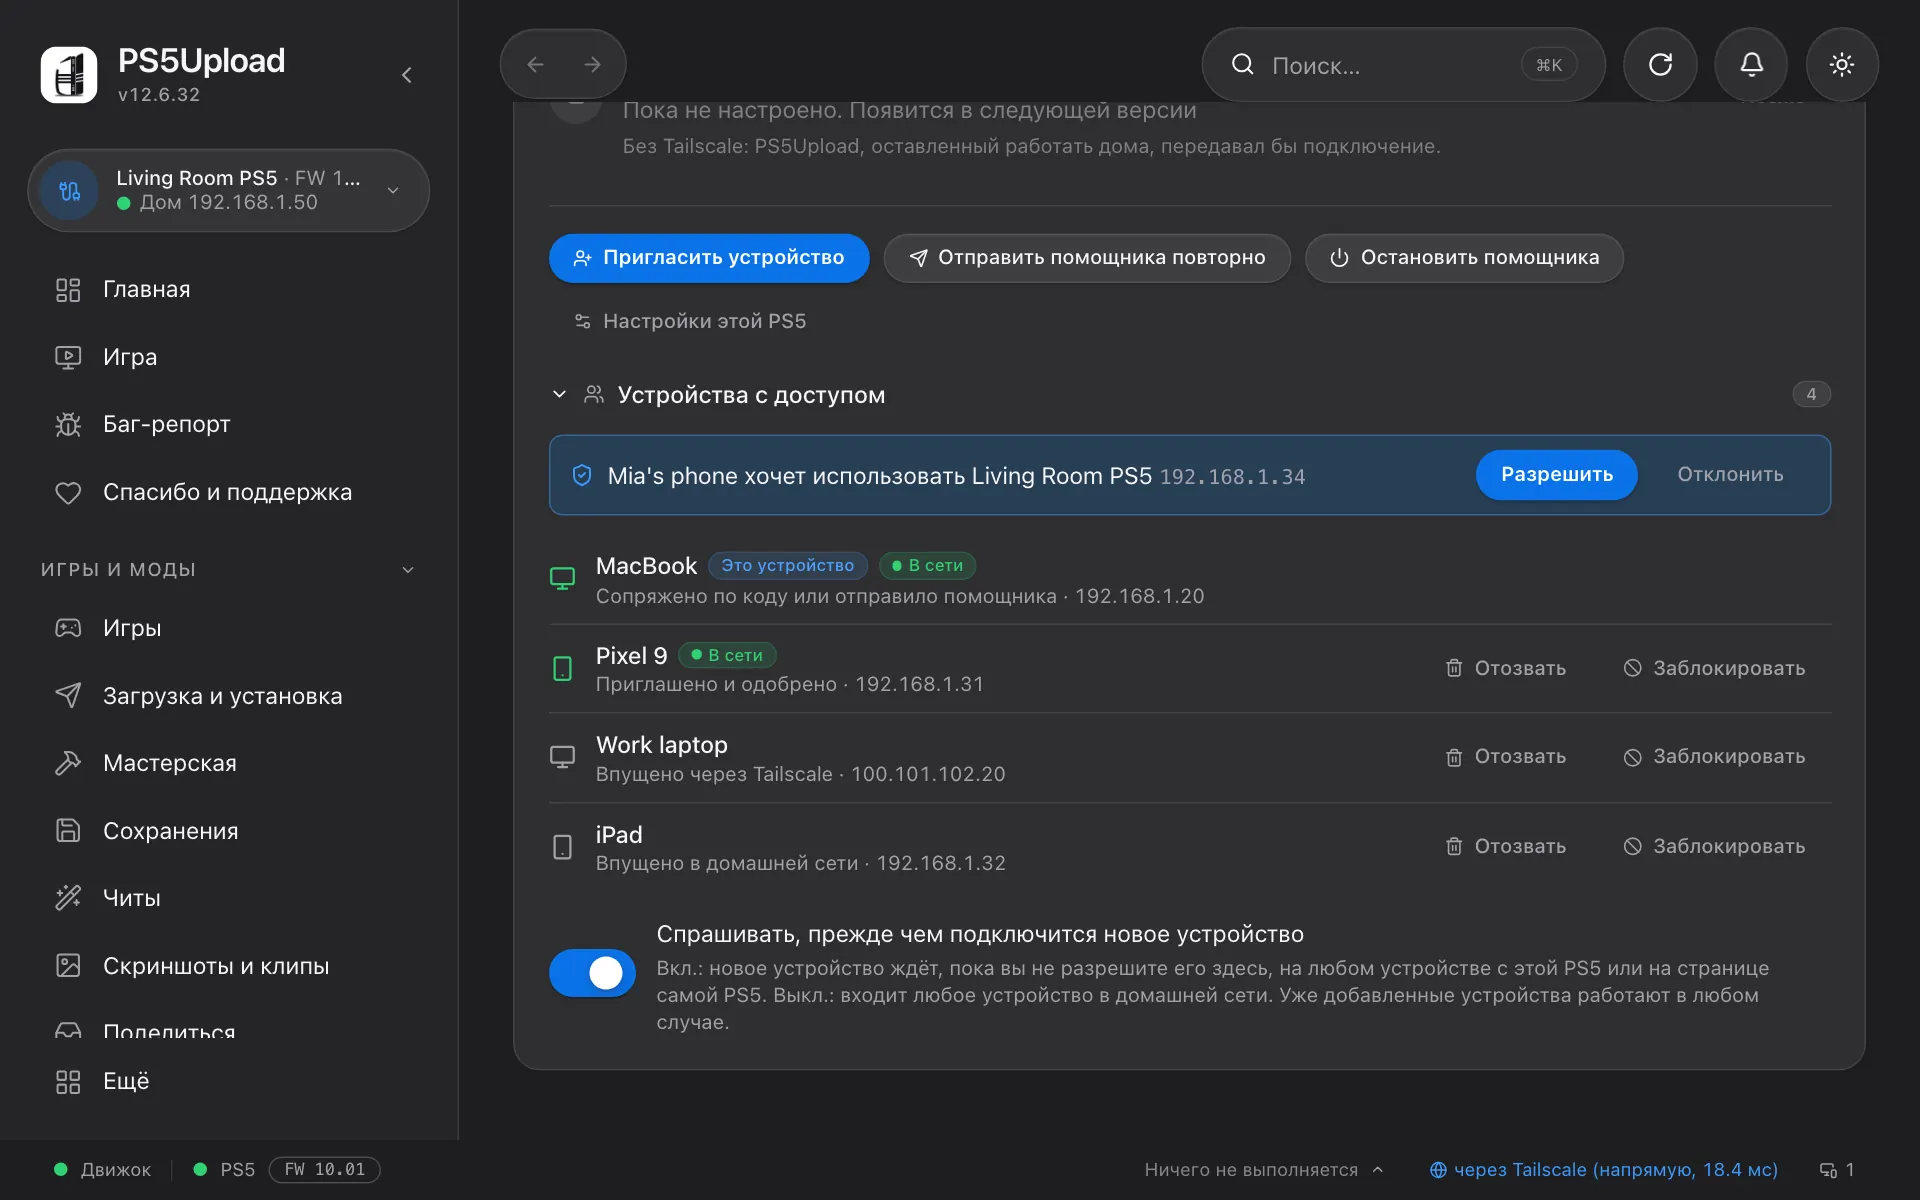 PS5Upload
v12.6.32
Living Room PS5 · FW 1...
Дом 192.168.1.50
Главная
Игра
Баг-репорт
Спасибо и поддержка
ИГРЫ И МОДЫ
Игры
Загрузка и установка
Мастерская
Сохранения
Читы
Скриншоты и клипы
Поделиться
Ещё
Поиск...
⌘K
Пока не настроено. Появится в следующей версии
Без Tailscale: PS5Upload, оставленный работать дома, передавал бы подключение.
Пригласить устройство
Отправить помощника повторно
Остановить помощника
Настройки этой PS5
Устройства с доступом
4
Mia's phone хочет использовать Living Room PS5 192.168.1.34
Разрешить
Отклонить
MacBook
Это устройство
В сети
Сопряжено по коду или отправило помощника · 192.168.1.20
Pixel 9
В сети
Приглашено и одобрено · 192.168.1.31
Отозвать
Заблокировать
Work laptop
Впущено через Tailscale · 100.101.102.20
Отозвать
Заблокировать
iPad
Впущено в домашней сети · 192.168.1.32
Отозвать
Заблокировать
Спрашивать, прежде чем подключится новое устройство
Вкл.: новое устройство ждёт, пока вы не разрешите его здесь, на любом устройстве с этой PS5 или на странице
самой PS5. Выкл.: входит любое устройство в домашней сети. Уже добавленные устройства работают в любом
случае.
Движок
PS5
FW 10.01
Ничего не выполняется
через Tailscale (напрямую, 18.4 мс)
1